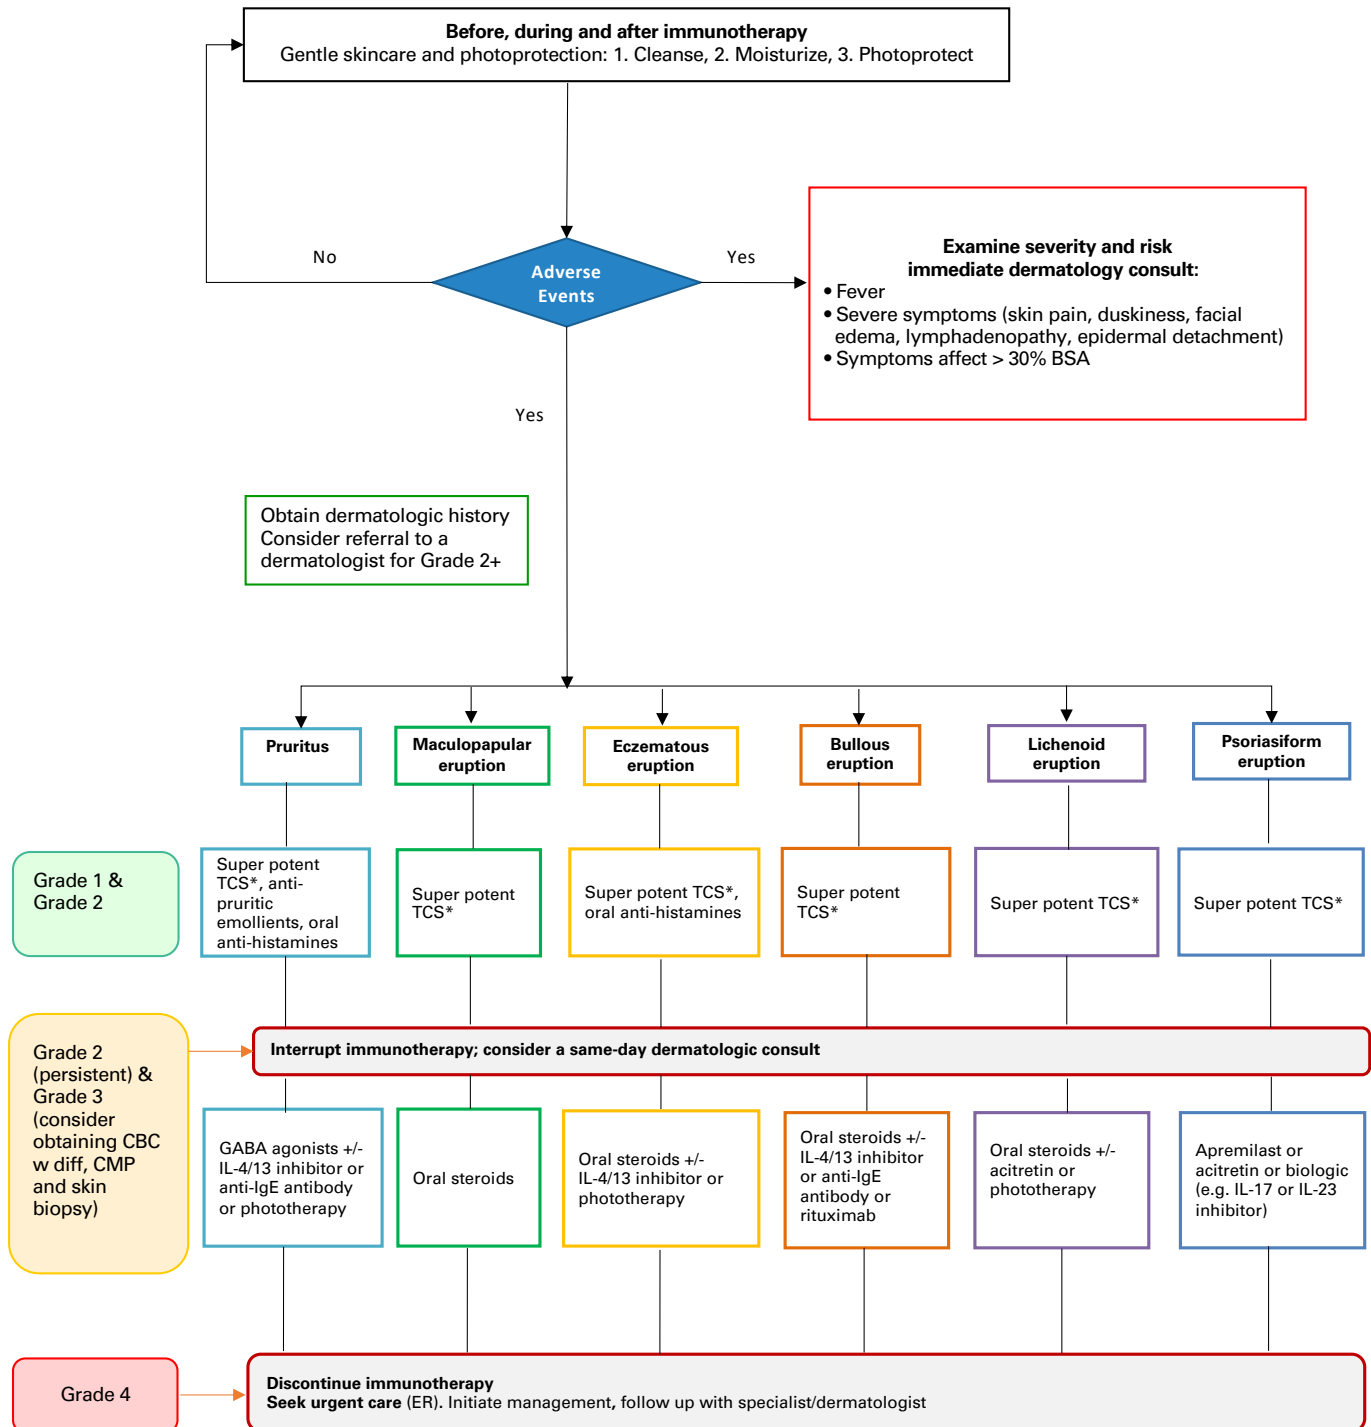 Before, during and after immunotherapy
Gentle skincare and photoprotection: 1. Cleanse, 2. Moisturize, 3. Photoprotect
No
Adverse
Events
Yes
Examine severity and risk
immediate dermatology consult:
• Fever
• Severe symptoms (skin pain, duskiness, facial
edema, lymphadenopathy, epidermal detachment)
• Symptoms affect > 30% BSA
Yes
Obtain dermatologic history
Consider referral to a
dermatologist for Grade 2+
Pruritus
Maculopapular
eruption
Eczematous
eruption
Bullous
eruption
Lichenoid
eruption
Psoriasiform
eruption
Grade 1 &
Grade 2
Super potent
TCS*, anti-
pruritic
emollients, oral
anti-histamines
Super potent
TCS*
Super potent TCS*,
oral anti-histamines
Super potent
TCS*
Super potent TCS*
Super potent TCS*
Grade 2
(persistent) &
Grade 3
(consider
obtaining CBC
w diff, CMP
and skin
biopsy)
Interrupt immunotherapy; consider a same-day dermatologic consult
GABA agonists +/-
IL-4/13 inhibitor or
anti-IgE antibody
or phototherapy
Oral steroids
Oral steroids +/-
IL-4/13 inhibitor or
phototherapy
Oral steroids +/-
IL-4/13 inhibitor
or anti-IgE
antibody or
rituximab
Oral steroids +/-
acitretin or
phototherapy
Apremilast or
acitretin or biologic
(e.g. IL-17 or IL-23
inhibitor)
Grade 4
Discontinue immunotherapy
Seek urgent care (ER). Initiate management, follow up with specialist/dermatologist